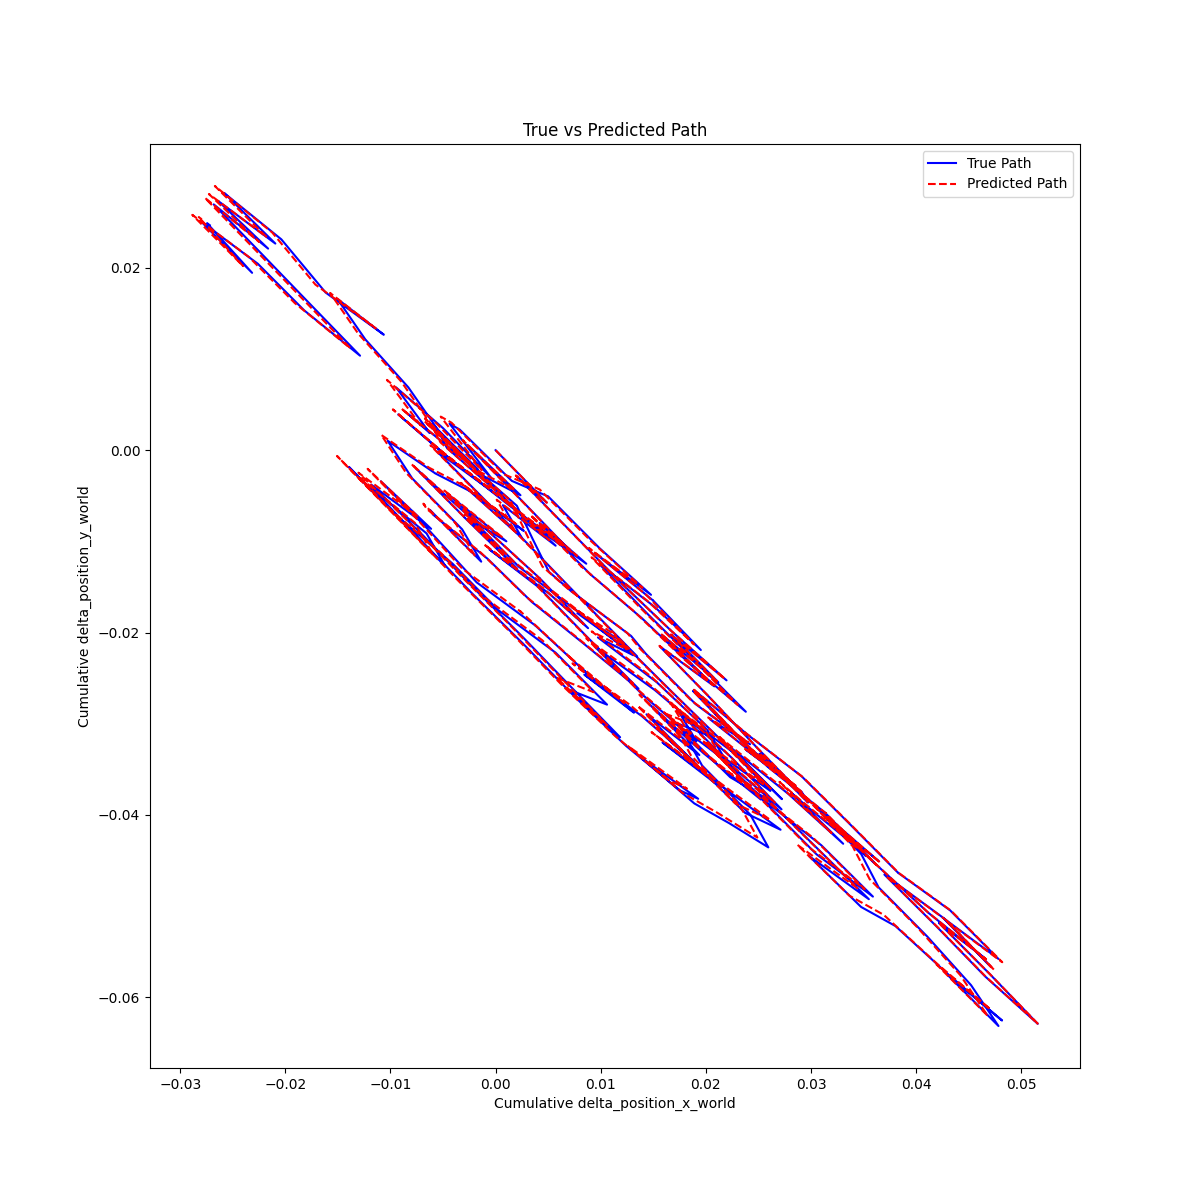 True vs Predicted Path
True Path
Predicted Path
Cumulative delta_position_y_world
0.02
0.00
−0.02
−0.04
−0.06
−0.03
−0.02
−0.01
0.00
0.01
0.02
0.03
0.04
0.05
Cumulative delta_position_x_world